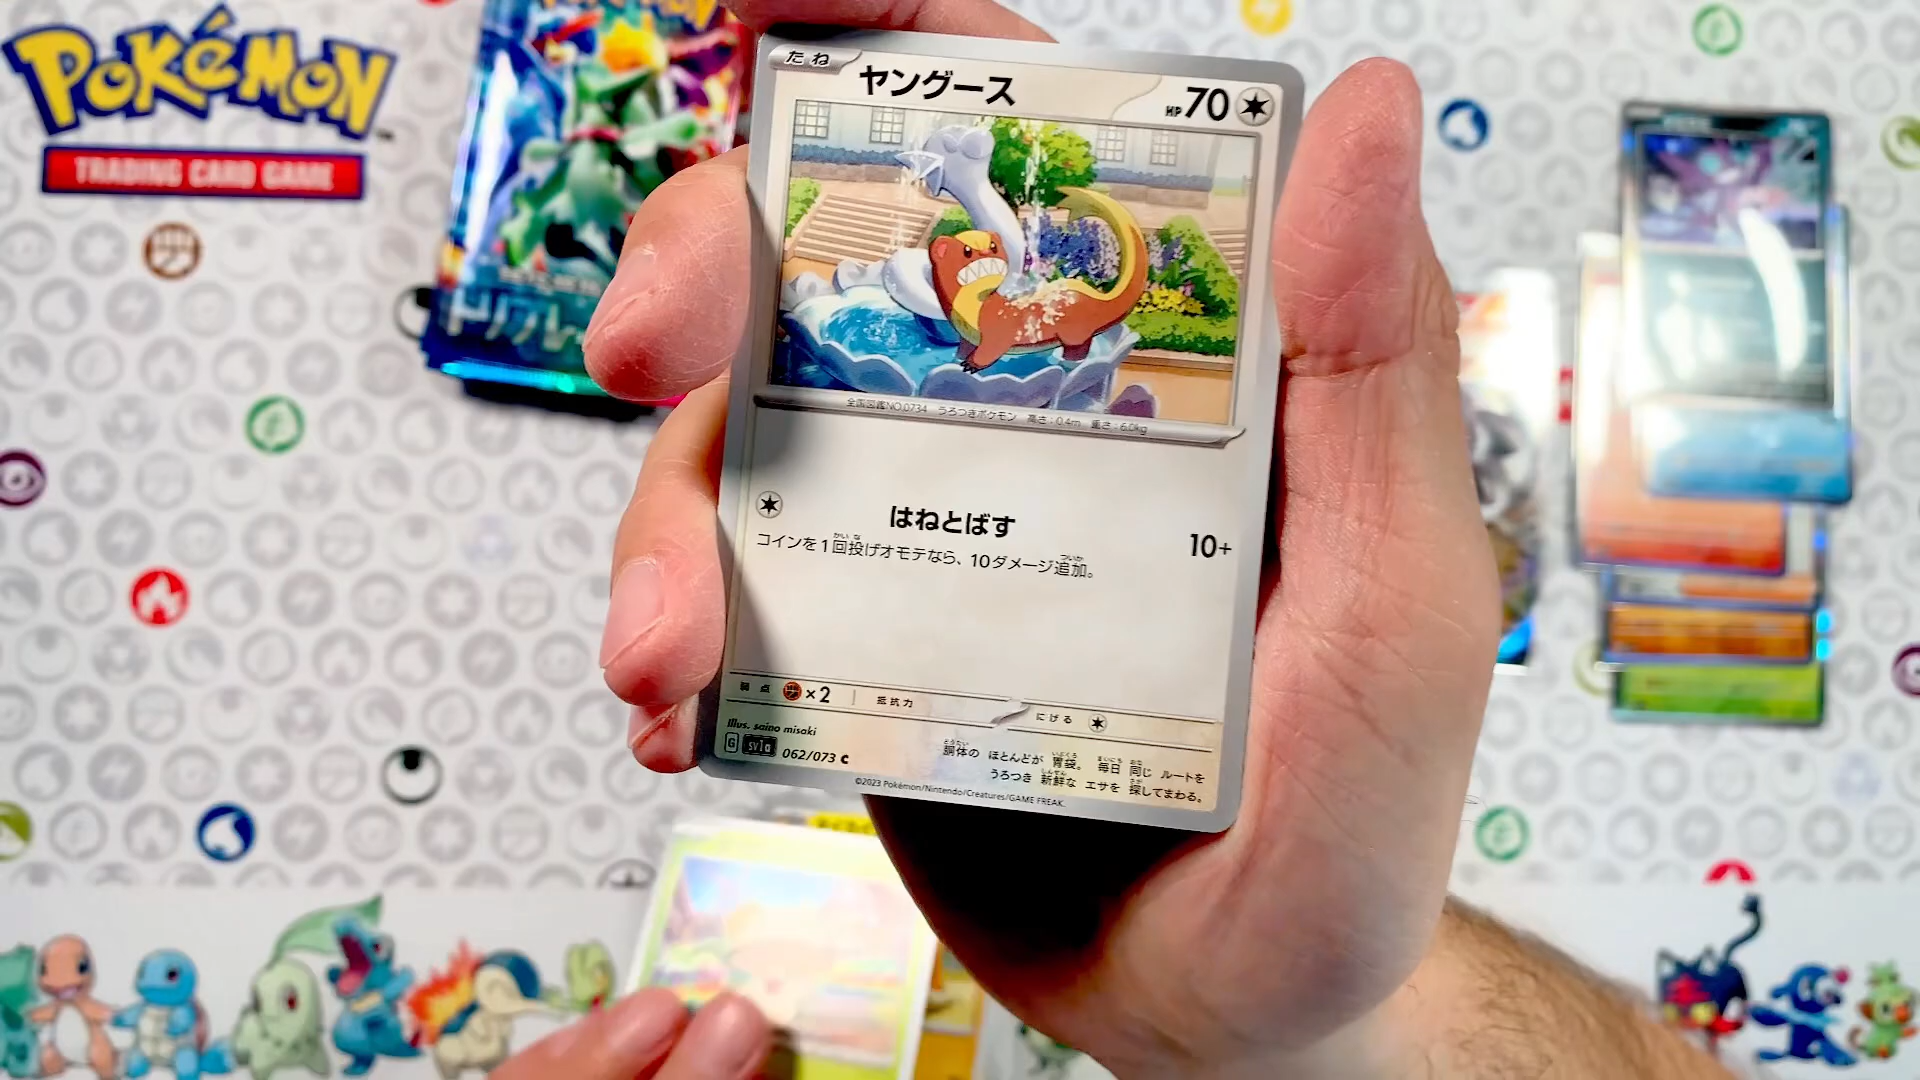 POKéMON
TRADING CARD GAME
たね
ヤングース
HP 70
全国図鑑NO.0734 うろつきポケモン 高さ:0.4m 重さ:6.0kg
はねとばす 10+
コインを1回投げオモテなら、10ダメージ追加。
弱点 ×2 抵抗力 にげる
Illus. saino misaki
G sv1a 062/073 C
胴体の ほとんどが 胃袋。 毎日 同じ ルートを
うろつき 新鮮な エサを 探してまわる。
©2023 Pokémon/Nintendo/Creatures/GAME FREAK.